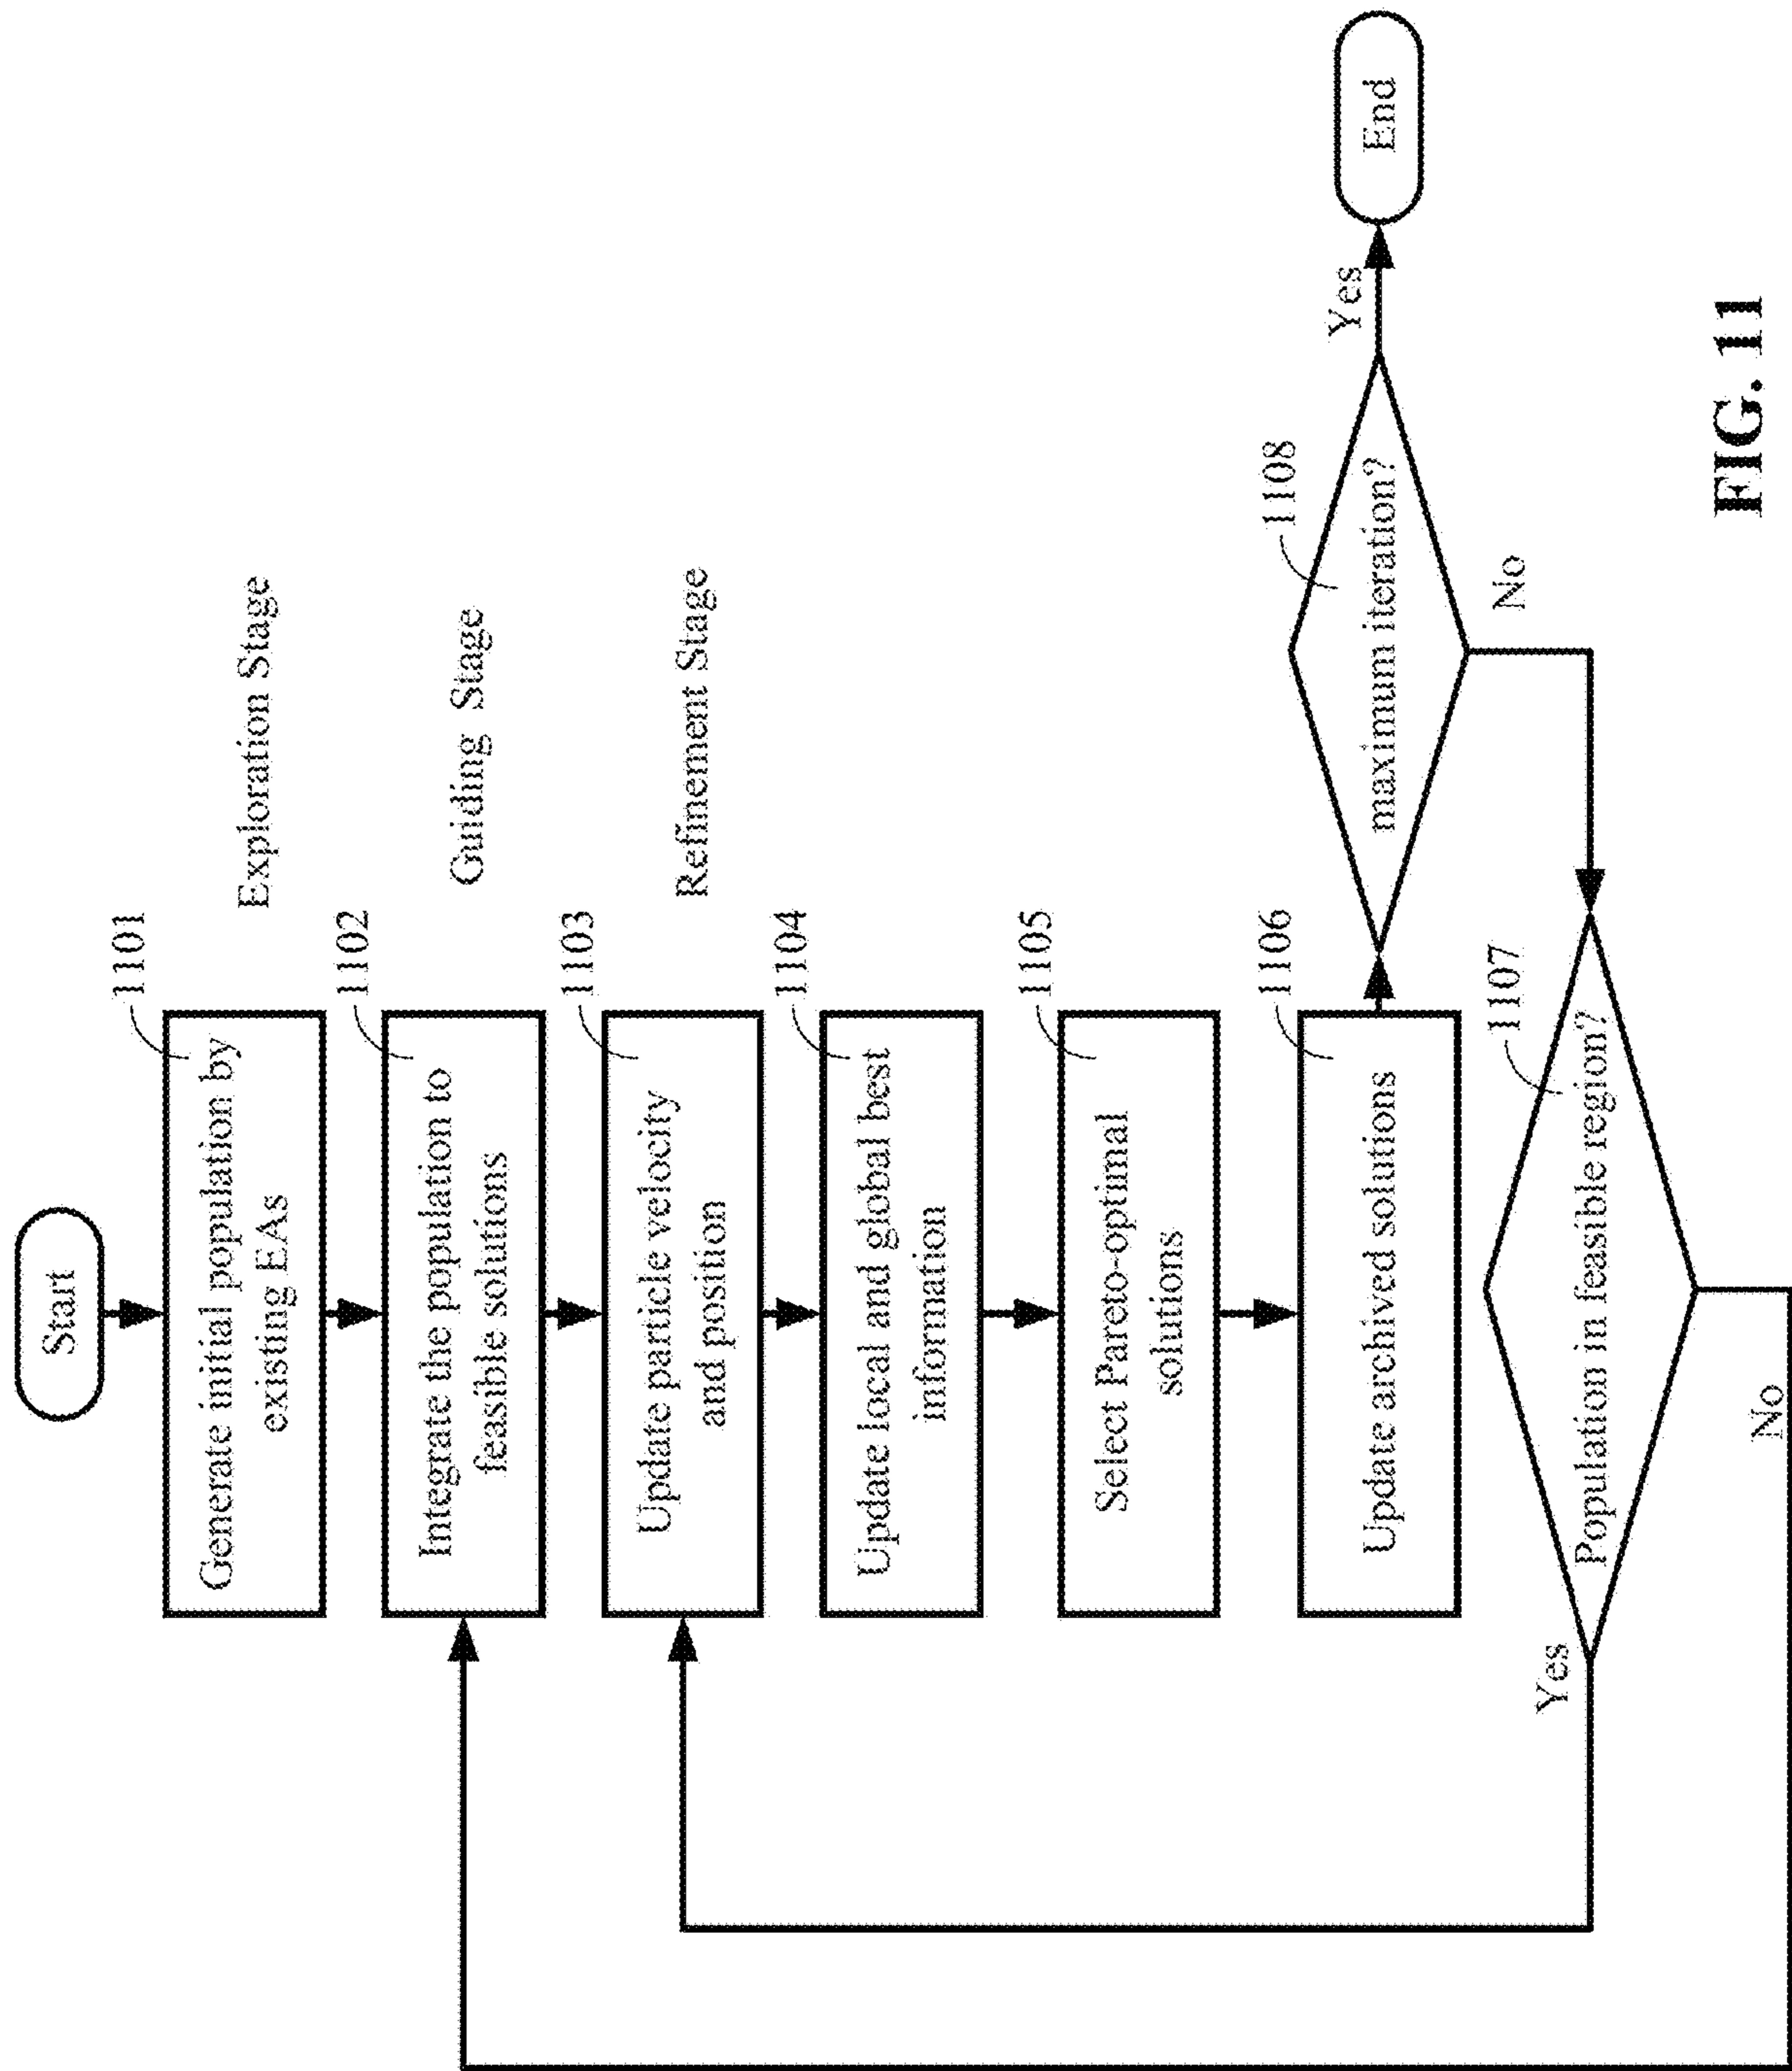 Start
1101
Generate initial population by
existing EAs
Exploration Stage
1102
Integrate the population to
feasible solutions
Guiding Stage
1103
Update particle velocity
and position
Refinement Stage
1104
Update local and global best
information
1105
Select Pareto-optimal
solutions
1106
Update archived solutions
1108
maximum iteration?
Yes
End
No
1107
Population in feasible region?
Yes
No
FIG. 11